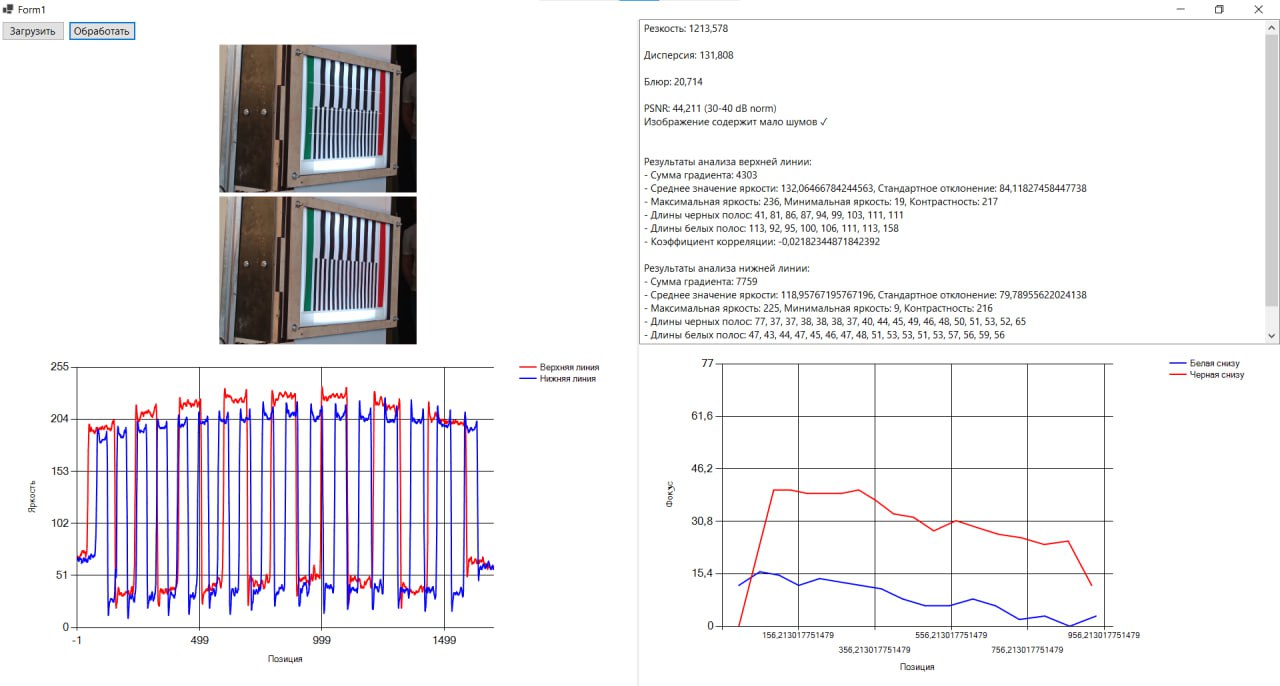 Form1
Загрузить
Обработать
Резкость: 1213,578
Дисперсия: 131,808
Блюр: 20,714
PSNR: 44,211 (30-40 dB norm)
Изображение содержит мало шумов ✓
Результаты анализа верхней линии:
- Сумма градиента: 4303
- Среднее значение яркости: 132,06466784244563, Стандартное отклонение: 84,11827458447738
- Максимальная яркость: 236, Минимальная яркость: 19, Контрастность: 217
- Длины черных полос: 41, 81, 86, 87, 94, 99, 103, 111, 111
- Длины белых полос: 113, 92, 95, 100, 106, 111, 113, 158
- Коэффициент корреляции: -0,02182344871842392
Результаты анализа нижней линии:
- Сумма градиента: 7759
- Среднее значение яркости: 118,95767195767196, Стандартное отклонение: 79,78955622024138
- Максимальная яркость: 225, Минимальная яркость: 9, Контрастность: 216
- Длины черных полос: 77, 37, 37, 38, 38, 38, 37, 40, 44, 45, 49, 46, 48, 50, 51, 53, 52, 65
- Длины белых полос: 47, 43, 44, 47, 45, 46, 47, 48, 51, 53, 53, 51, 53, 57, 56, 59, 56
255
204
153
102
51
0
-1
499
999
1499
Яркость
Позиция
Верхняя линия
Нижняя линия
77
61,6
46,2
30,8
15,4
0
156,213017751479
356,213017751479
556,213017751479
756,213017751479
956,213017751479
Фокус
Позиция
Белая снизу
Черная снизу